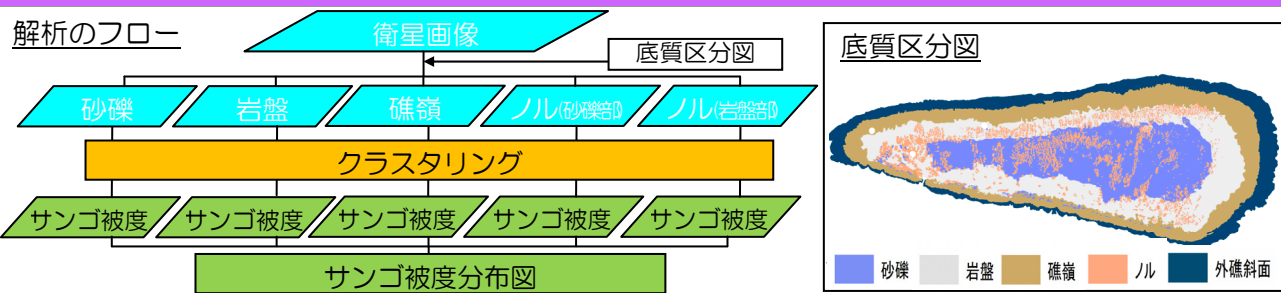 解析のフロー
衛星画像
底質区分図
砂礫
岩盤
礁嶺
ノル(砂礫部)
ノル(岩盤部)
クラスタリング
サンゴ被度
サンゴ被度
サンゴ被度
サンゴ被度
サンゴ被度
サンゴ被度分布図
底質区分図
砂礫
岩盤
礁嶺
ノル
外礁斜面